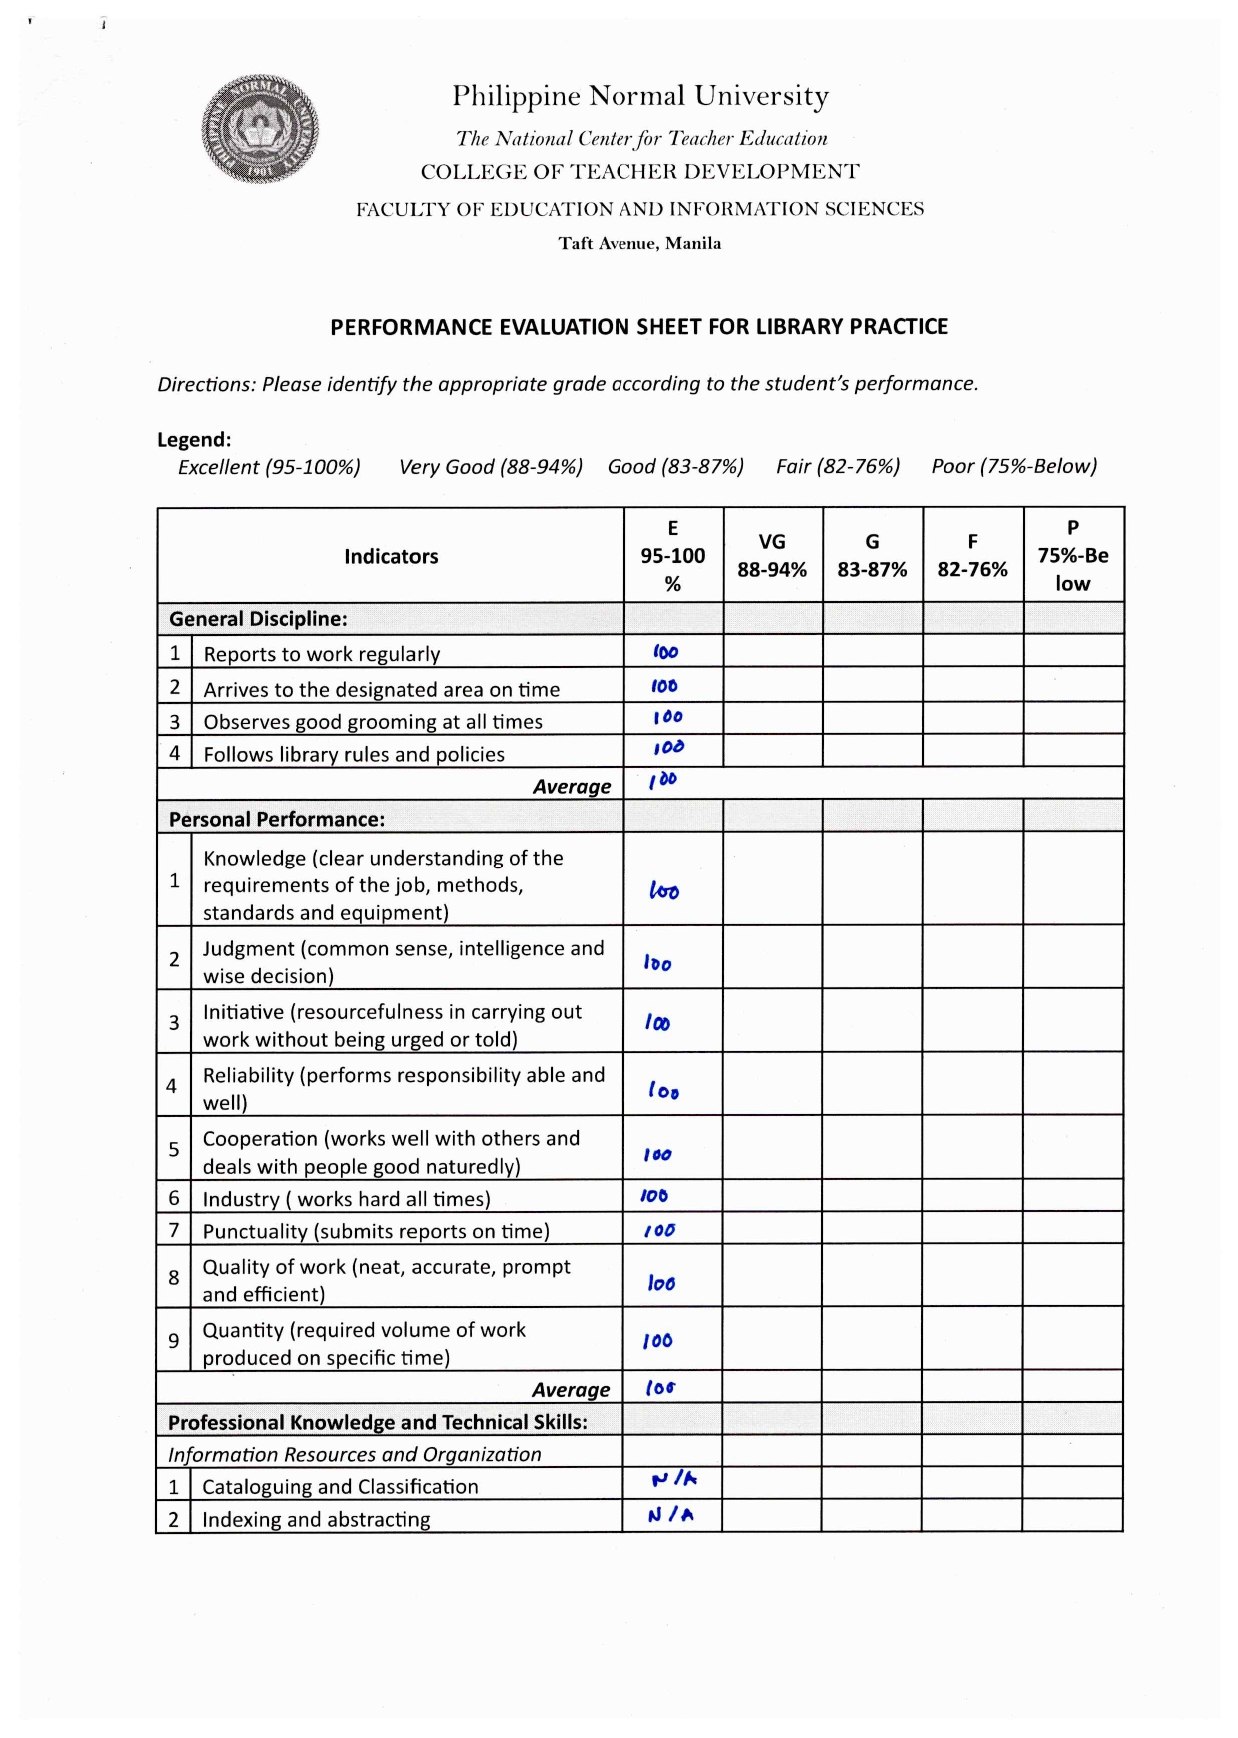 Philippine Normal University
The National Center for Teacher Education
COLLEGE OF TEACHER DEVELOPMENT
FACULTY OF EDUCATION AND INFORMATION SCIENCES
Taft Avenue, Manila
PHILIPPINE NORMAL UNIVERSITY
1901
PERFORMANCE EVALUATION SHEET FOR LIBRARY PRACTICE
Directions: Please identify the appropriate grade according to the student's performance.
Legend:
Excellent (95-100%) Very Good (88-94%) Good (83-87%) Fair (82-76%) Poor (75%-Below)
Indicators
E
95-100
%
VG
88-94%
G
83-87%
F
82-76%
P
75%-Be
low
General Discipline:
1 Reports to work regularly 100
2 Arrives to the designated area on time 100
3 Observes good grooming at all times 100
4 Follows library rules and policies 100
Average 100
Personal Performance:
1 Knowledge (clear understanding of the
requirements of the job, methods,
standards and equipment)
100
2 Judgment (common sense, intelligence and
wise decision)
100
3 Initiative (resourcefulness in carrying out
work without being urged or told)
100
4 Reliability (performs responsibility able and
well)
100
5 Cooperation (works well with others and
deals with people good naturedly)
100
6 Industry ( works hard all times) 100
7 Punctuality (submits reports on time) 100
8 Quality of work (neat, accurate, prompt
and efficient)
100
9 Quantity (required volume of work
produced on specific time)
100
Average 100
Professional Knowledge and Technical Skills:
Information Resources and Organization
1 Cataloguing and Classification N/A
2 Indexing and abstracting N/A